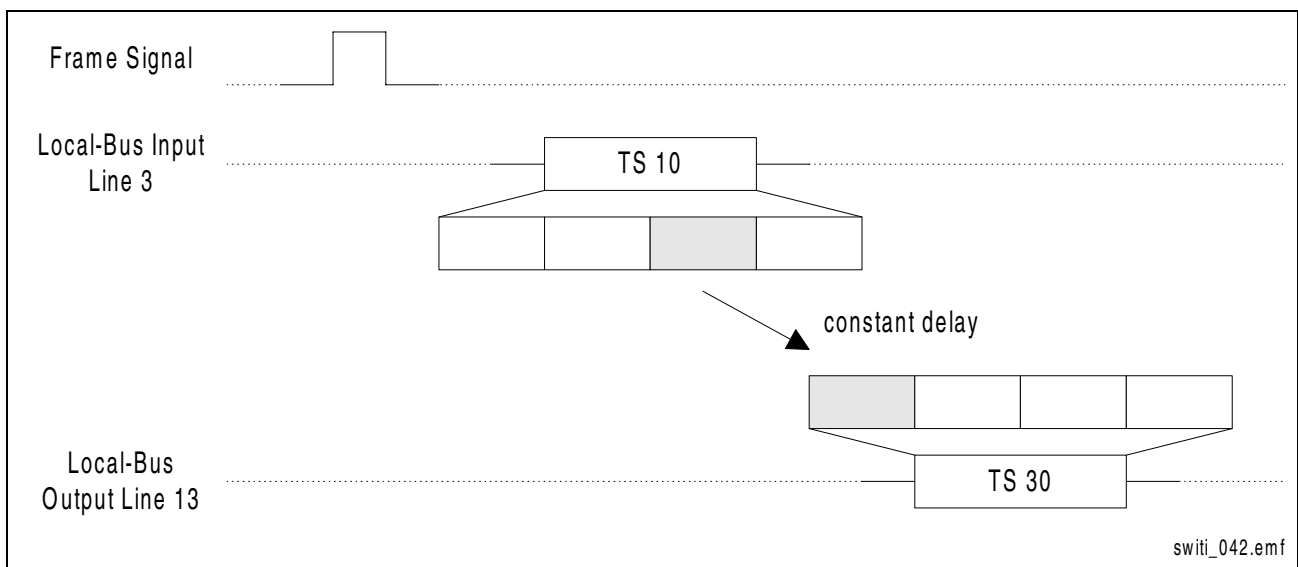 Frame Signal
Local-Bus Input
Line 3
TS 10
constant delay
Local-Bus
Output Line 13
TS 30
switi_042.emf